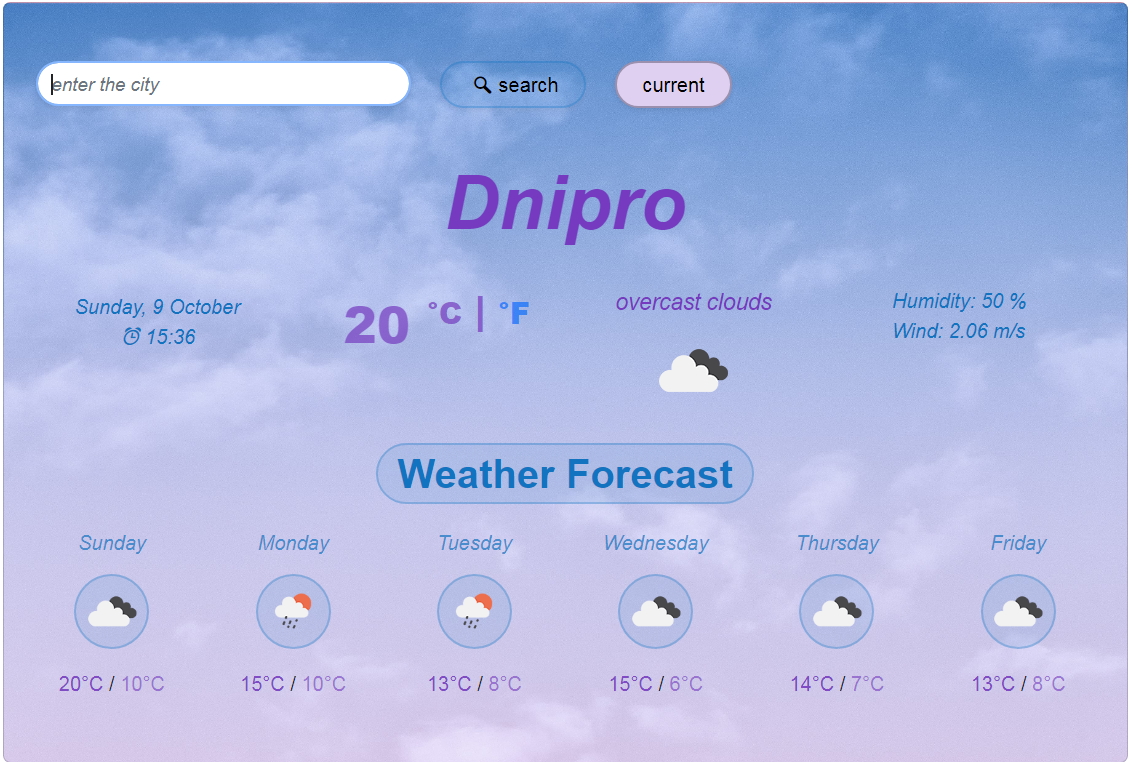 enter the city
search
current
Dnipro
Sunday, 9 October
15:36
20 °C | °F
overcast clouds
Humidity: 50 %
Wind: 2.06 m/s
Weather Forecast
Sunday Monday Tuesday Wednesday Thursday Friday
20°C / 10°C 15°C / 10°C 13°C / 8°C 15°C / 6°C 14°C / 7°C 13°C / 8°C